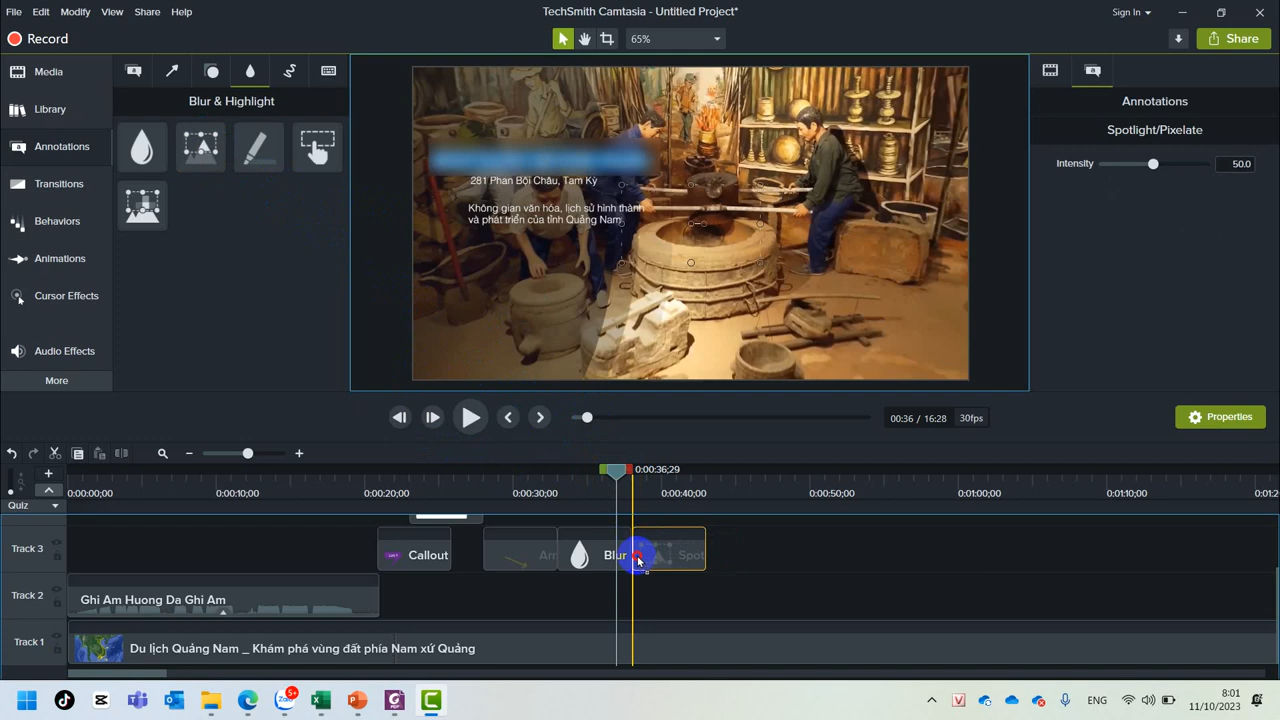 TechSmith Camtasia - Untitled Project*
File Edit Modify View Share Help
Sign In
Record
65%
Share
Media
Library
Annotations
Transitions
Behaviors
Animations
Cursor Effects
Audio Effects
More
Blur & Highlight
281 Phan Bội Châu, Tam Kỳ
Không gian văn hóa, lịch sử hình thành
và phát triển của tỉnh Quảng Nam
Annotations
Spotlight/Pixelate
Intensity 50.0
00:36 / 16:28 30fps
Properties
0:00:36;29
Quiz
0:00:00;00 0:00:10;00 0:00:20;00 0:00:30;00 0:00:40;00 0:00:50;00 0:01:00;00 0:01:10;00
Track 3
Callout
Blur
Spot
Track 2
Ghi Am Huong Da Ghi Am
Track 1
Du lịch Quảng Nam _ Khám phá vùng đất phía Nam xứ Quảng
5+
ENG
8:01
11/10/2023